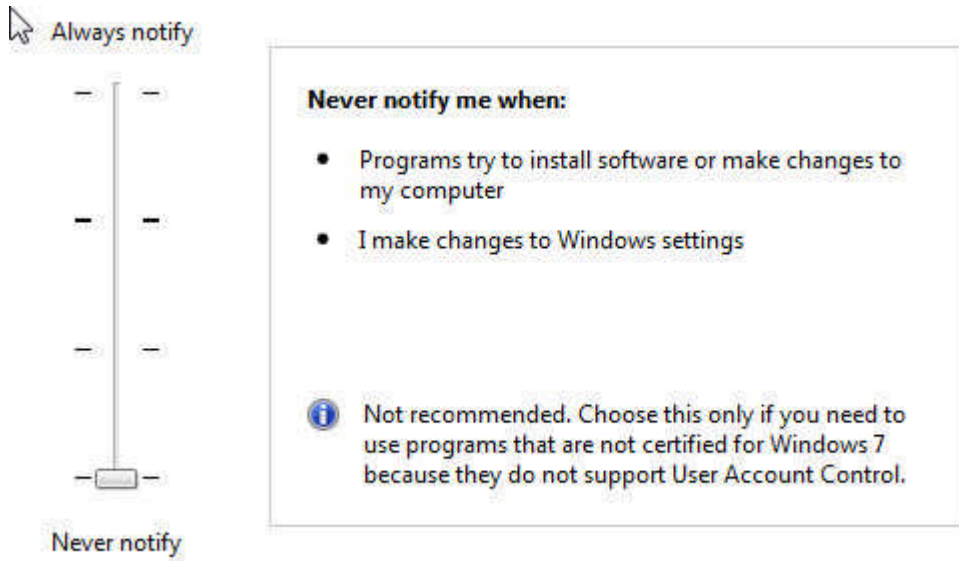 Always notify
Never notify me when:
Programs try to install software or make changes to
my computer
I make changes to Windows settings
Not recommended. Choose this only if you need to
use programs that are not certified for Windows 7
because they do not support User Account Control.
Never notify